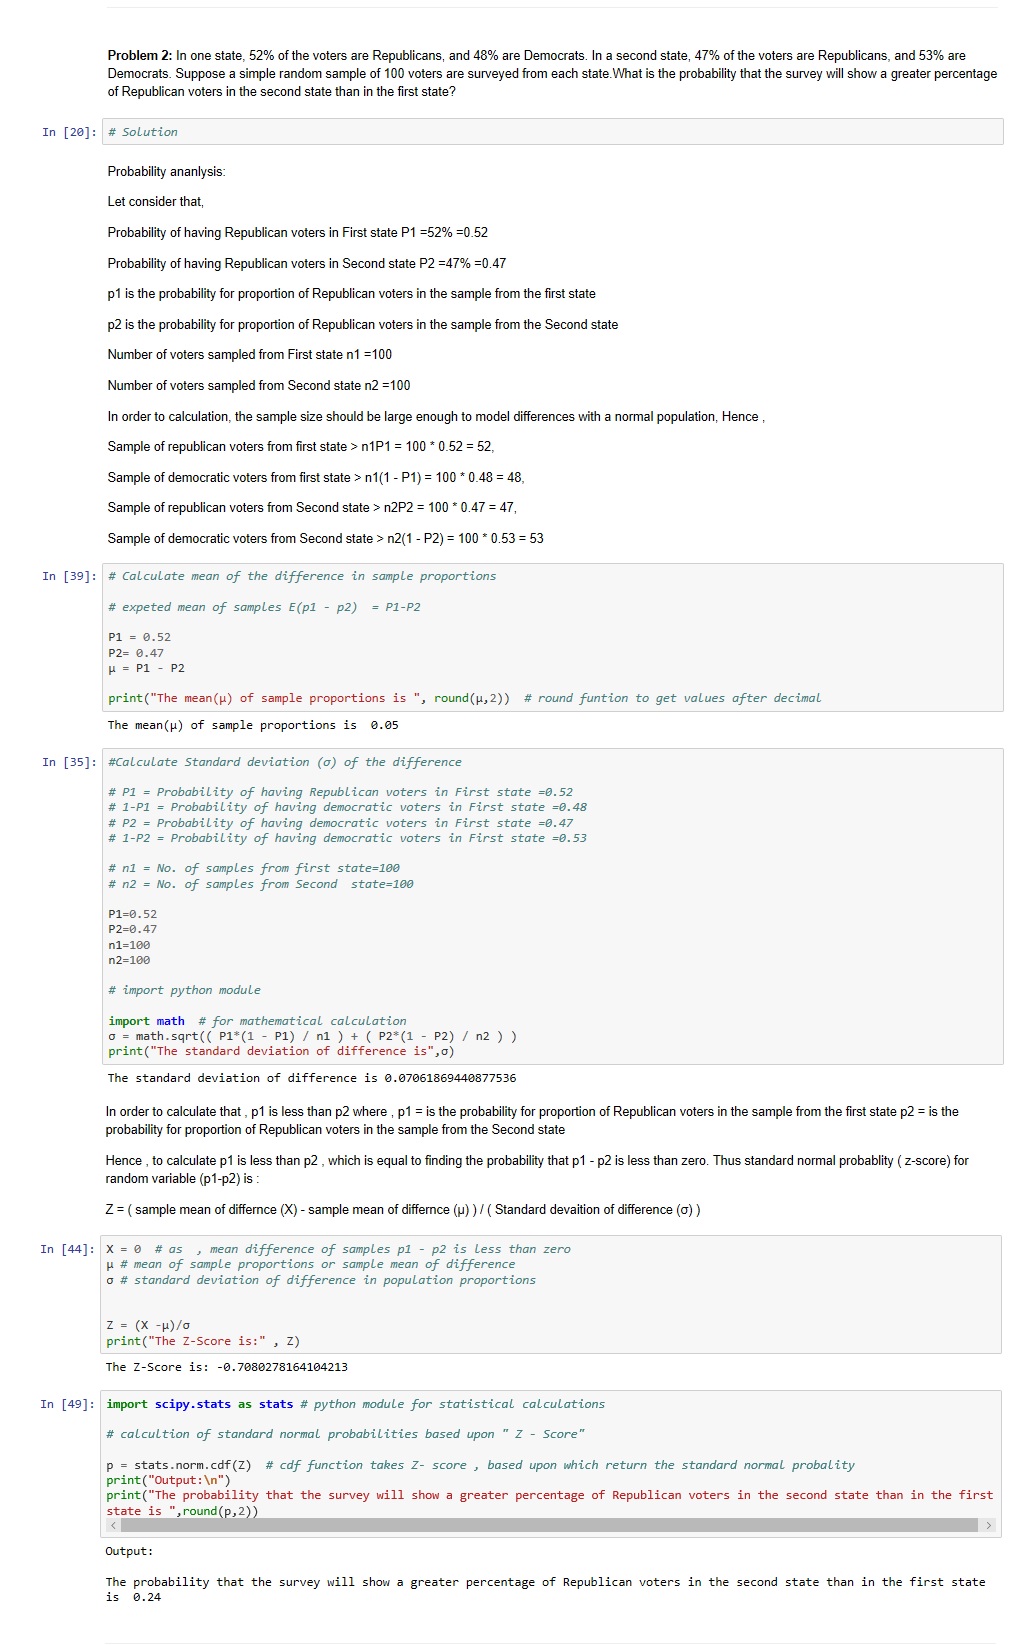 Problem 2: In one state, 52% of the voters are Republicans, and 48% are Democrats. In a second state, 47% of the voters are Republicans, and 53% are
Democrats. Suppose a simple random sample of 100 voters are surveyed from each state.What is the probability that the survey will show a greater percentage
of Republican voters in the second state than in the first state?
In [20]: # Solution
Probability ananlysis:
Let consider that,
Probability of having Republican voters in First state P1 =52% =0.52
Probability of having Republican voters in Second state P2 =47% =0.47
p1 is the probability for proportion of Republican voters in the sample from the first state
p2 is the probability for proportion of Republican voters in the sample from the Second state
Number of voters sampled from First state n1 =100
Number of voters sampled from Second state n2 =100
In order to calculation, the sample size should be large enough to model differences with a normal population, Hence ,
Sample of republican voters from first state > n1P1 = 100 * 0.52 = 52,
Sample of democratic voters from first state > n1(1 - P1) = 100 * 0.48 = 48,
Sample of republican voters from Second state > n2P2 = 100 * 0.47 = 47,
Sample of democratic voters from Second state > n2(1 - P2) = 100 * 0.53 = 53
In [39]: # Calculate mean of the difference in sample proportions
# expeted mean of samples E(p1 - p2)  = P1-P2
P1 = 0.52
P2= 0.47
μ = P1 - P2
print("The mean(μ) of sample proportions is ", round(μ,2))  # round funtion to get values after decimal
The mean(μ) of sample proportions is  0.05
In [35]: #Calculate Standard deviation (σ) of the difference
# P1 = Probability of having Republican voters in First state =0.52
# 1-P1 = Probability of having democratic voters in First state =0.48
# P2 = Probability of having democratic voters in First state =0.47
# 1-P2 = Probability of having democratic voters in First state =0.53
# n1 = No. of samples from first state=100
# n2 = No. of samples from Second  state=100
P1=0.52
P2=0.47
n1=100
n2=100
# import python module
import math  # for mathematical calculation
σ = math.sqrt(( P1*(1 - P1) / n1 ) + ( P2*(1 - P2) / n2 ) )
print("The standard deviation of difference is",σ)
The standard deviation of difference is 0.07061869440877536
In order to calculate that , p1 is less than p2 where , p1 = is the probability for proportion of Republican voters in the sample from the first state p2 = is the
probability for proportion of Republican voters in the sample from the Second state
Hence , to calculate p1 is less than p2 , which is equal to finding the probability that p1 - p2 is less than zero. Thus standard normal probablity ( z-score) for
random variable (p1-p2) is :
Z = ( sample mean of differnce (X) - sample mean of differnce (μ) ) / ( Standard devaition of difference (σ) )
In [44]: X = 0  # as  , mean difference of samples p1 - p2 is less than zero
μ # mean of sample proportions or sample mean of difference
σ # standard deviation of difference in population proportions
Z = (X -μ)/σ
print("The Z-Score is:" , Z)
The Z-Score is: -0.7080278164104213
In [49]: import scipy.stats as stats # python module for statistical calculations
# calcultion of standard normal probabilities based upon " Z - Score"
p = stats.norm.cdf(Z)  # cdf function takes Z- score , based upon which return the standard normal probality
print("Output:\n")
print("The probability that the survey will show a greater percentage of Republican voters in the second state than in the first
state is ",round(p,2))
Output:
The probability that the survey will show a greater percentage of Republican voters in the second state than in the first state
is  0.24